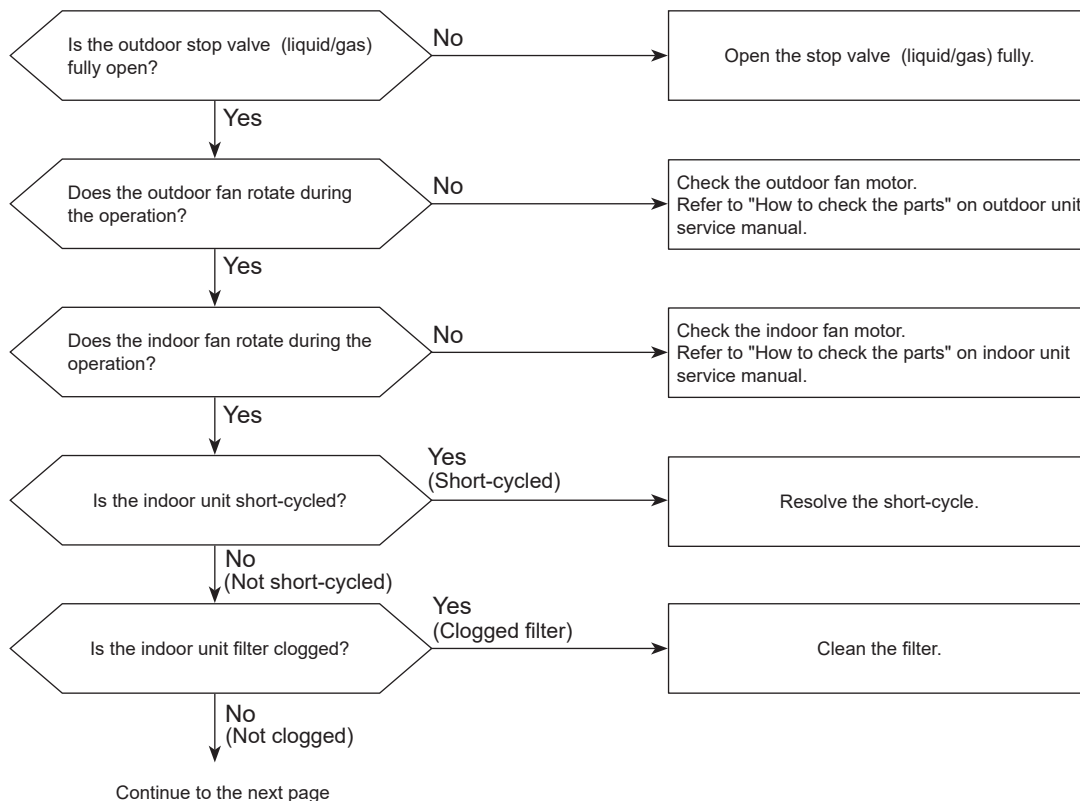 Is the outdoor stop valve (liquid/gas)
fully open?
No
Open the stop valve (liquid/gas) fully.
Yes
Does the outdoor fan rotate during
the operation?
No
Check the outdoor fan motor.
Refer to "How to check the parts" on outdoor unit
service manual.
Yes
Does the indoor fan rotate during the
operation?
No
Check the indoor fan motor.
Refer to "How to check the parts" on indoor unit
service manual.
Yes
Is the indoor unit short-cycled?
Yes
(Short-cycled)
Resolve the short-cycle.
No
(Not short-cycled)
Is the indoor unit filter clogged?
Yes
(Clogged filter)
Clean the filter.
No
(Not clogged)
Continue to the next page